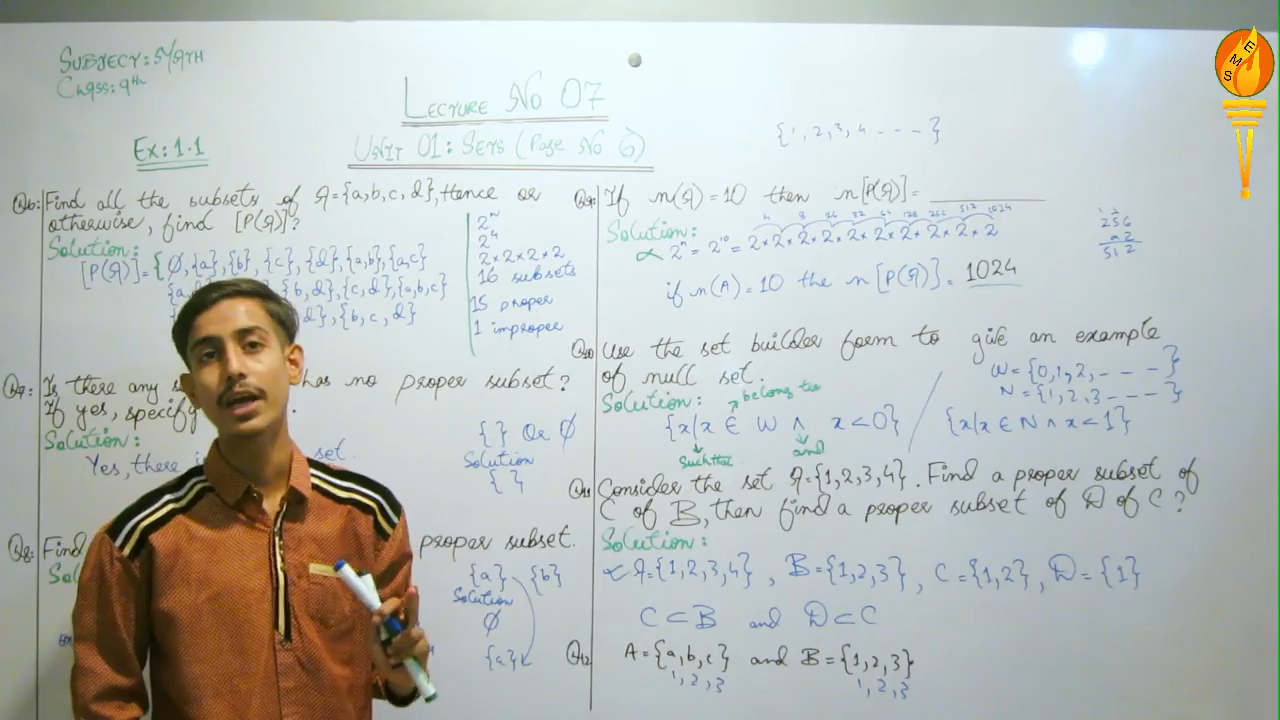 SUBJECT: MATH
Class: 9th
LECTURE NO 07
UNIT 01: SETS (Page No 6)
Ex: 1.1
{1, 2, 3, 4 - - - }
EMS
Q6: Find all the subsets of A={a,b,c,d}, Hence or
otherwise, find [P(A)]?
Solution:
[P(A)]={ ∅,{a},{b},{c},{d},{a,b},{a,c}
{b,d},{c,d},{a,b,c}
,{b,c,d}
2ⁿ
2⁴
2×2×2×2
16 subsets
15 proper
1 improper
Q7: Is there any has no proper subset?
If yes, specify
Solution:
Yes, there set.
{ } Or ∅
Solution
{ }
Q8: Find proper subset.
{a} {b}
Solution
∅
{a}
Q9: If n(A)=10 then n[P(A)]=
Solution:
2ⁿ = 2¹⁰ = 2×2×2×2×2×2×2×2×2×2
4 8 16 32 64 128 256 512 1024
256
×2
512
if n(A)=10 the n[P(A)]= 1024
Q10: Use the set builder form to give an example
of null set.
W={0,1,2, - - - }
N={1,2,3 - - - }
Solution: belong to
{x|x ∈ W ∧ x<0} / {x|x ∈ N ∧ x<1}
Such that and
Q11: Consider the set A={1,2,3,4}. Find a proper subset of
C of B, then find a proper subset of D of C?
Solution:
A={1,2,3,4}, B={1,2,3}, C={1,2}, D={1}
C⊂B and D⊂C
Q12 A={a,b,c} and B={1,2,3}
1,2,3 1,2,3